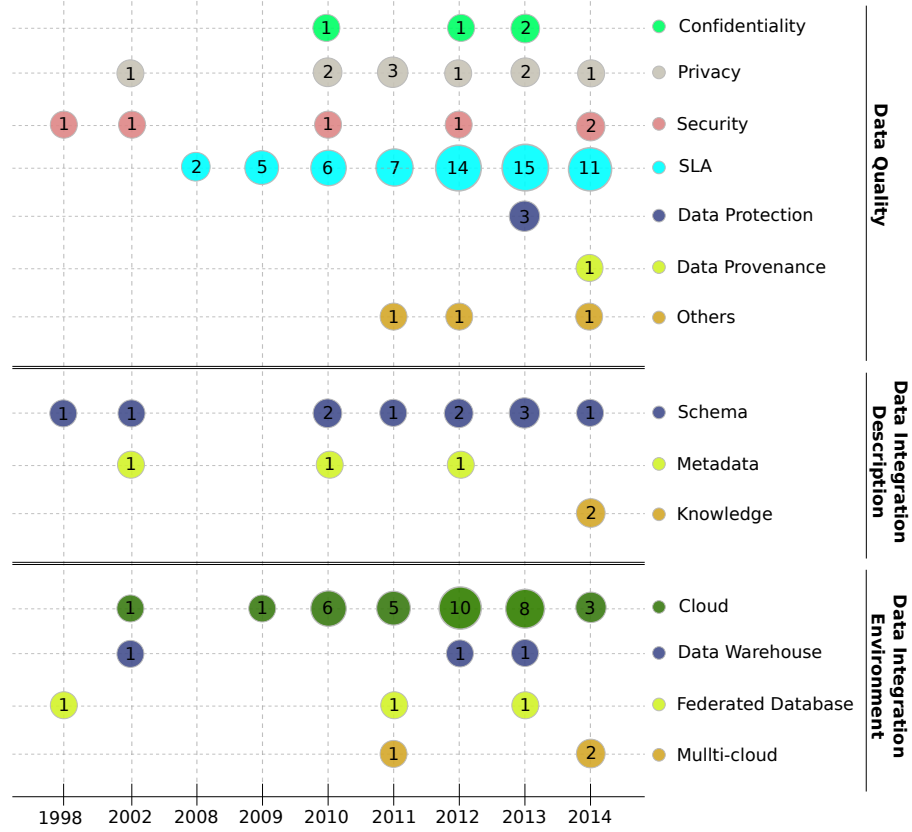 1 1 2 Confidentiality
1 2 3 1 2 1 Privacy
1 1 1 1 2 Security
2 5 6 7 14 15 11 SLA
3 Data Protection
1 Data Provenance
1 1 1 Others
Data Quality
1 1 2 1 2 3 1 Schema
1 1 1 Metadata
2 Knowledge
Data Integration
Description
1 1 6 5 10 8 3 Cloud
1 1 1 Data Warehouse
1 1 1 Federated Database
1 2 Mullti-cloud
Data Integration
Environment
1998 2002 2008 2009 2010 2011 2012 2013 2014